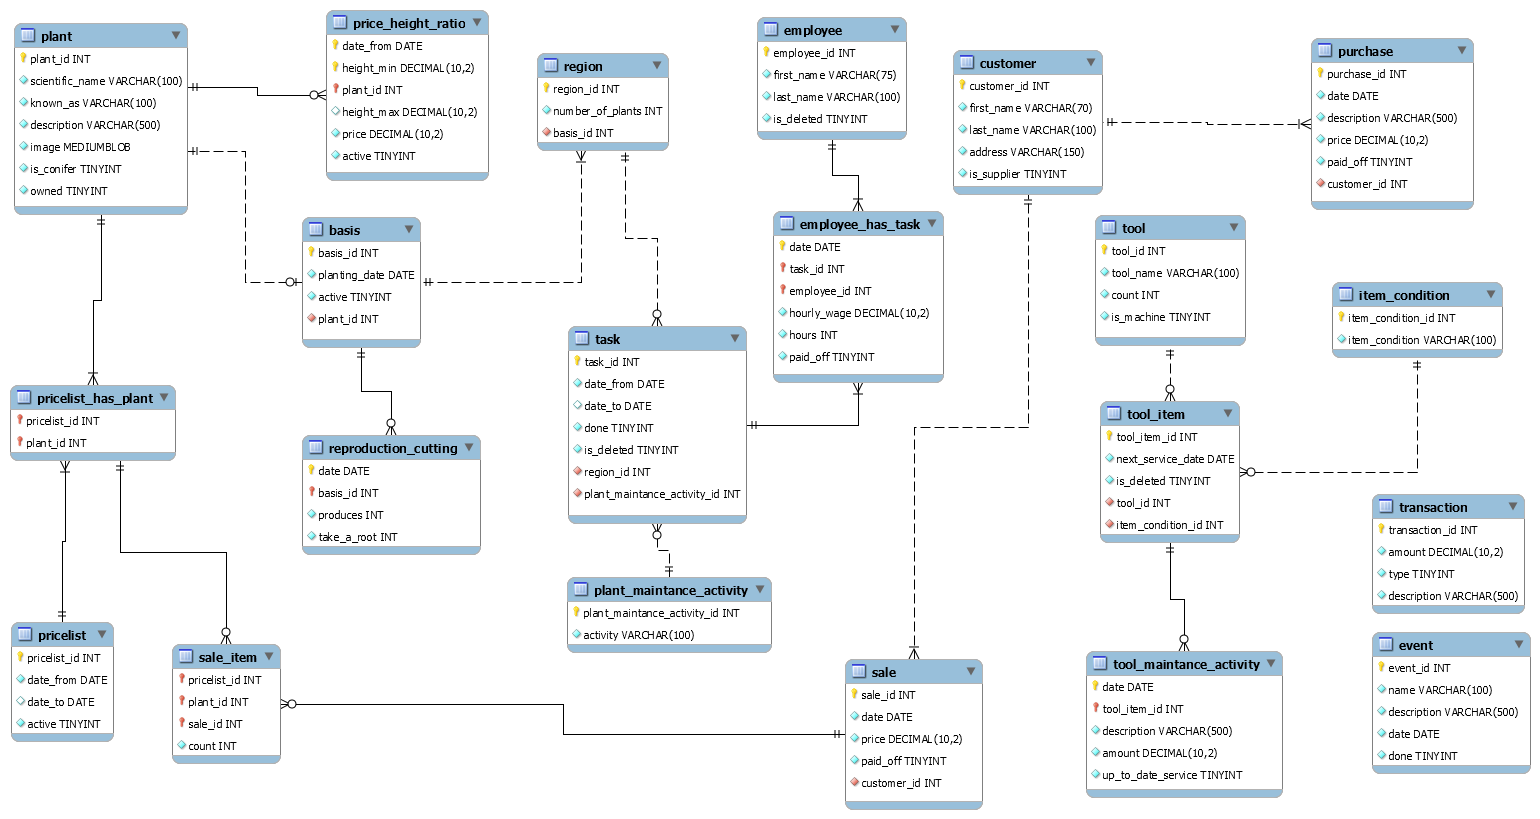 plant
plant_id INT
scientific_name VARCHAR(100)
known_as VARCHAR(100)
description VARCHAR(500)
image MEDIUMBLOB
is_conifer TINYINT
owned TINYINT
price_height_ratio
date_from DATE
height_min DECIMAL(10,2)
plant_id INT
height_max DECIMAL(10,2)
price DECIMAL(10,2)
active TINYINT
region
region_id INT
number_of_plants INT
basis_id INT
employee
employee_id INT
first_name VARCHAR(75)
last_name VARCHAR(100)
is_deleted TINYINT
customer
customer_id INT
first_name VARCHAR(70)
last_name VARCHAR(100)
address VARCHAR(150)
is_supplier TINYINT
purchase
purchase_id INT
date DATE
description VARCHAR(500)
price DECIMAL(10,2)
paid_off TINYINT
customer_id INT
basis
basis_id INT
planting_date DATE
active TINYINT
plant_id INT
employee_has_task
date DATE
task_id INT
employee_id INT
hourly_wage DECIMAL(10,2)
hours INT
paid_off TINYINT
tool
tool_id INT
tool_name VARCHAR(100)
count INT
is_machine TINYINT
item_condition
item_condition_id INT
item_condition VARCHAR(100)
task
task_id INT
date_from DATE
date_to DATE
done TINYINT
is_deleted TINYINT
region_id INT
plant_maintance_activity_id INT
pricelist_has_plant
pricelist_id INT
plant_id INT
reproduction_cutting
date DATE
basis_id INT
produces INT
take_a_root INT
tool_item
tool_item_id INT
next_service_date DATE
is_deleted TINYINT
tool_id INT
item_condition_id INT
transaction
transaction_id INT
amount DECIMAL(10,2)
type TINYINT
description VARCHAR(500)
plant_maintance_activity
plant_maintance_activity_id INT
activity VARCHAR(100)
pricelist
pricelist_id INT
date_from DATE
date_to DATE
active TINYINT
sale_item
pricelist_id INT
plant_id INT
sale_id INT
count INT
sale
sale_id INT
date DATE
price DECIMAL(10,2)
paid_off TINYINT
customer_id INT
tool_maintance_activity
date DATE
tool_item_id INT
description VARCHAR(500)
amount DECIMAL(10,2)
up_to_date_service TINYINT
event
event_id INT
name VARCHAR(100)
description VARCHAR(500)
date DATE
done TINYINT